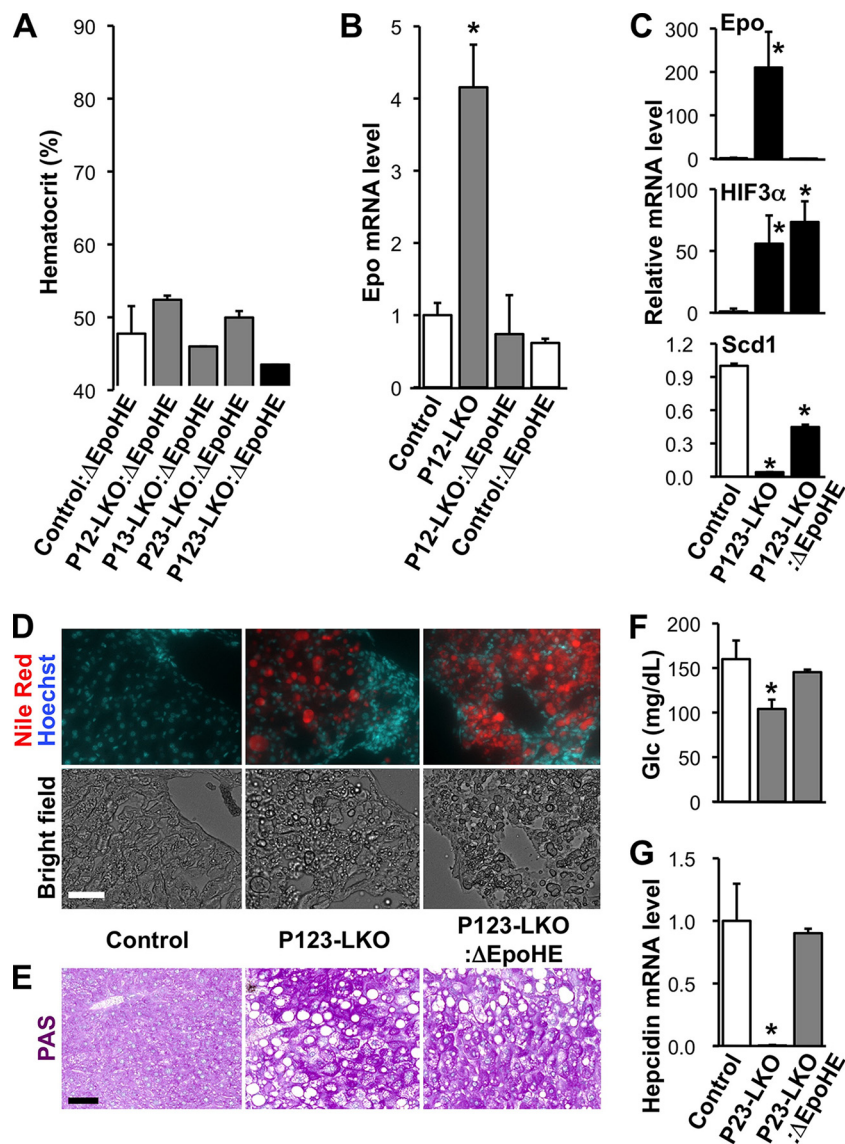 A
Hematocrit (%)
90
80
70
60
50
40
Control:ΔEpoHE
P12-LKO:ΔEpoHE
P13-LKO:ΔEpoHE
P23-LKO:ΔEpoHE
P123-LKO:ΔEpoHE
B
Epo mRNA level
5
4
3
2
1
0
*
Control
P12-LKO
P12-LKO:ΔEpoHE
Control:ΔEpoHE
C
Relative mRNA level
Epo
300
200
100
0
*
HIF3α
100
50
0
*
*
Scd1
1.2
0.9
0.6
0.3
0.0
*
*
Control
P123-LKO
P123-LKO
:ΔEpoHE
D
Nile Red
Hoechst
Bright field
Control
P123-LKO
P123-LKO
:ΔEpoHE
E
PAS
F
Glc (mg/dL)
200
150
100
50
0
*
G
Hepcidin mRNA level
1.5
1.0
0.5
0.0
*
Control
P23-LKO
P23-LKO
:ΔEpoHE